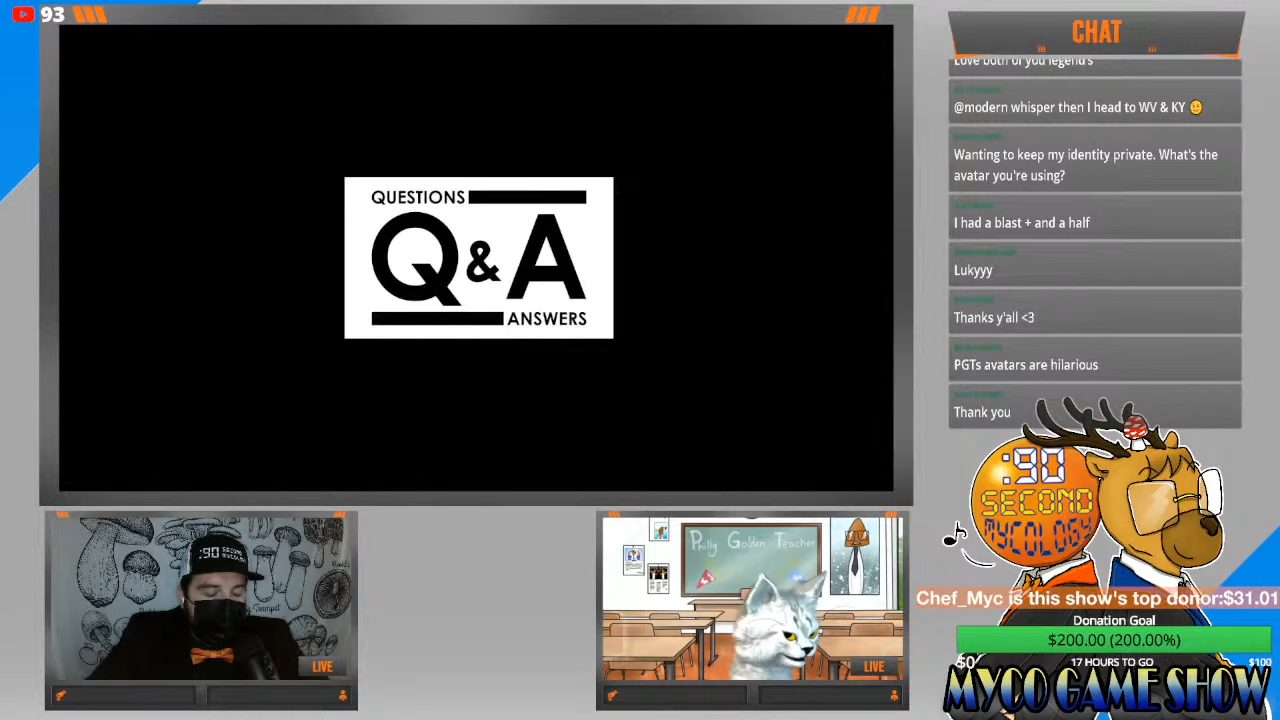 93
CHAT
Love both of you legend's
@modern whisper then I head to WV & KY
Wanting to keep my identity private. What's the
avatar you're using?
I had a blast + and a half
Lukyyy
Thanks y'all <3
PGTs avatars are hilarious
Thank you
QUESTIONS
Q&A
ANSWERS
:90
SECOND
MYCOLOGY
:90 SECOND
LIVE
Philly Golden Teacher
LIVE
Chef_Myc is this show's top donor:$31.01
Donation Goal
$200.00 (200.00%)
$0
17 HOURS TO GO
$100
MYCO GAME SHOW